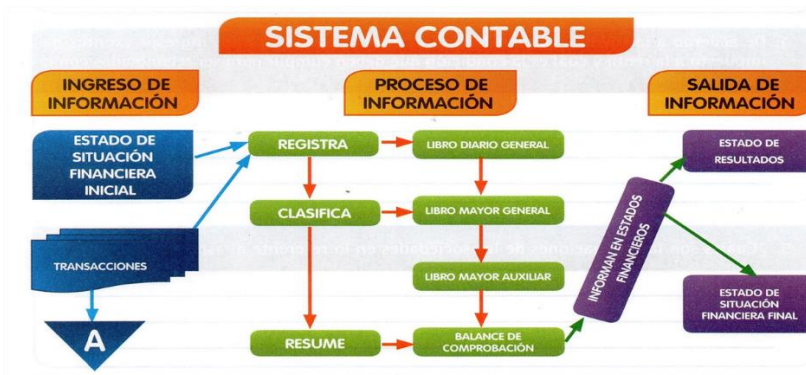 SISTEMA CONTABLE
INGRESO DE
INFORMACIÓN
PROCESO DE
INFORMACIÓN
SALIDA DE
INFORMACIÓN
ESTADO DE
SITUACIÓN
FINANCIERA
INICIAL
TRANSACCIONES
A
REGISTRA
CLASIFICA
RESUME
LIBRO DIARIO GENERAL
LIBRO MAYOR GENERAL
LIBRO MAYOR AUXILIAR
BALANCE DE
COMPROBACIÓN
INFORMAN EN ESTADOS
FINANCIEROS
ESTADO DE
RESULTADOS
ESTADO DE
SITUACIÓN
FINANCIERA FINAL